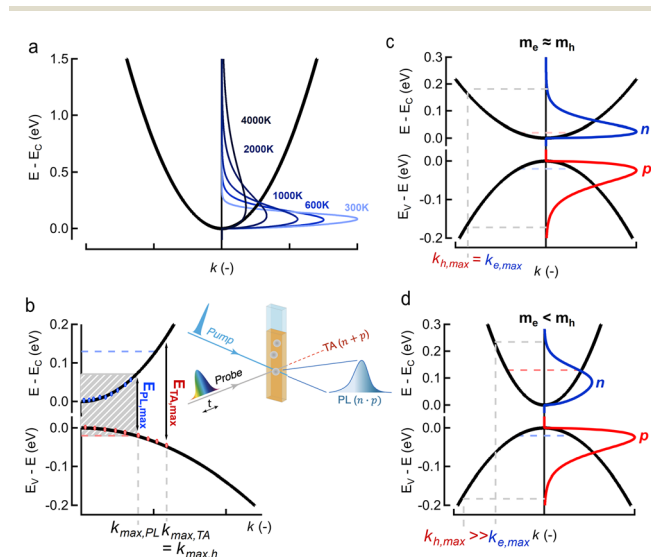 a
1.5
1.0
0.5
0.0
E - E_C (eV)
4000K
2000K
1000K
600K
300K
k (-)
b
0.2
0.1
0.0
E - E_C (eV)
0.0
-0.1
-0.2
E_V - E (eV)
E_PL,max
E_TA,max
Pump
Probe
t
TA (n + p)
PL (n · p)
k (-)
k_max,PL k_max,TA
= k_max,h
c
m_e ≈ m_h
0.3
0.2
0.1
0.0
E - E_C (eV)
n
0.0
-0.1
-0.2
E_V - E (eV)
p
k_h,max = k_e,max
k (-)
d
m_e < m_h
0.3
0.2
0.1
0.0
E - E_C (eV)
n
0.0
-0.1
-0.2
E_V - E (eV)
p
k_h,max >> k_e,max k (-)